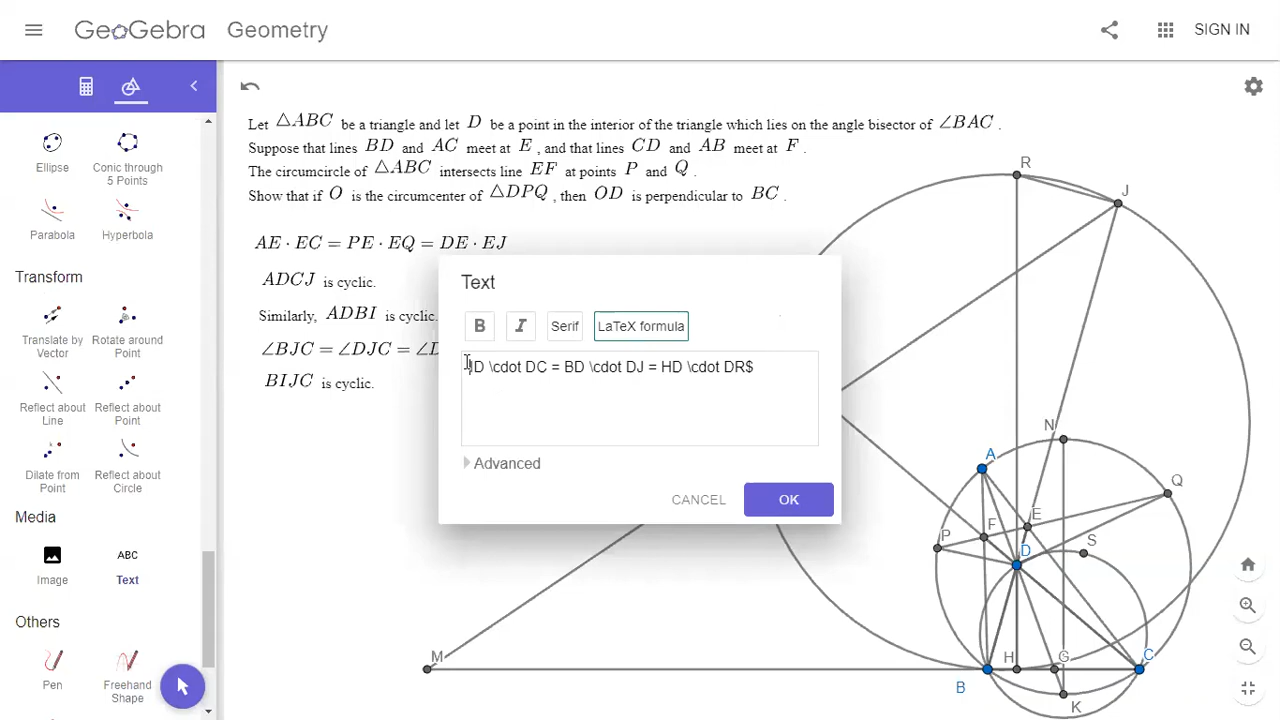 GeoGebra Geometry SIGN IN
Let △ABC be a triangle and let D be a point in the interior of the triangle which lies on the angle bisector of ∠BAC .
Suppose that lines BD and AC meet at E , and that lines CD and AB meet at F .
The circumcircle of △ABC intersects line EF at points P and Q .
Show that if O is the circumcenter of △DPQ , then OD is perpendicular to BC .
AE · EC = PE · EQ = DE · EJ
ADCJ is cyclic.
Similarly, ADBI is cyclic.
∠BJC = ∠DJC = ∠D
BIJC is cyclic.
Ellipse
Conic through
5 Points
Parabola
Hyperbola
Transform
Translate by
Vector
Rotate around
Point
Reflect about
Line
Reflect about
Point
Dilate from
Point
Reflect about
Circle
Media
Image
ABC
Text
Others
Pen
Freehand
Shape
Text
B I Serif LaTeX formula
D \cdot DC = BD \cdot DJ = HD \cdot DR$
Advanced
CANCEL OK
R
J
N
A
Q
E
F
P
S
D
M
H
G
C
B
K